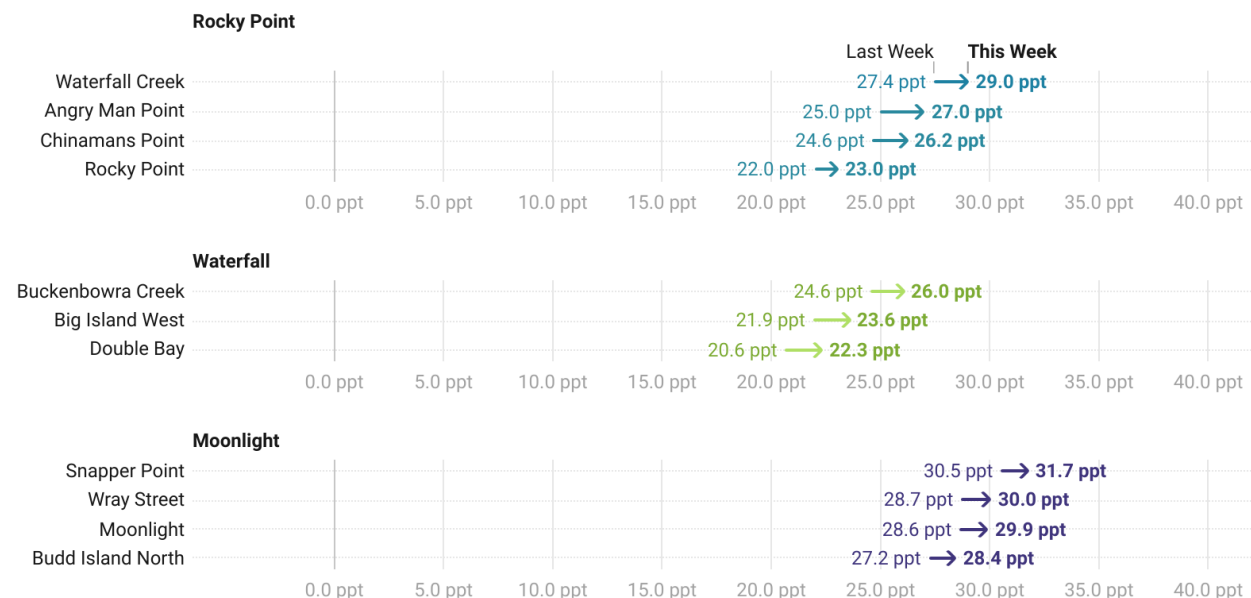 Rocky Point
Last Week This Week
Waterfall Creek 27.4 ppt 29.0 ppt
Angry Man Point 25.0 ppt 27.0 ppt
Chinamans Point 24.6 ppt 26.2 ppt
Rocky Point 22.0 ppt 23.0 ppt
0.0 ppt 5.0 ppt 10.0 ppt 15.0 ppt 20.0 ppt 25.0 ppt 30.0 ppt 35.0 ppt 40.0 ppt
Waterfall
Buckenbowra Creek 24.6 ppt 26.0 ppt
Big Island West 21.9 ppt 23.6 ppt
Double Bay 20.6 ppt 22.3 ppt
0.0 ppt 5.0 ppt 10.0 ppt 15.0 ppt 20.0 ppt 25.0 ppt 30.0 ppt 35.0 ppt 40.0 ppt
Moonlight
Snapper Point 30.5 ppt 31.7 ppt
Wray Street 28.7 ppt 30.0 ppt
Moonlight 28.6 ppt 29.9 ppt
Budd Island North 27.2 ppt 28.4 ppt
0.0 ppt 5.0 ppt 10.0 ppt 15.0 ppt 20.0 ppt 25.0 ppt 30.0 ppt 35.0 ppt 40.0 ppt